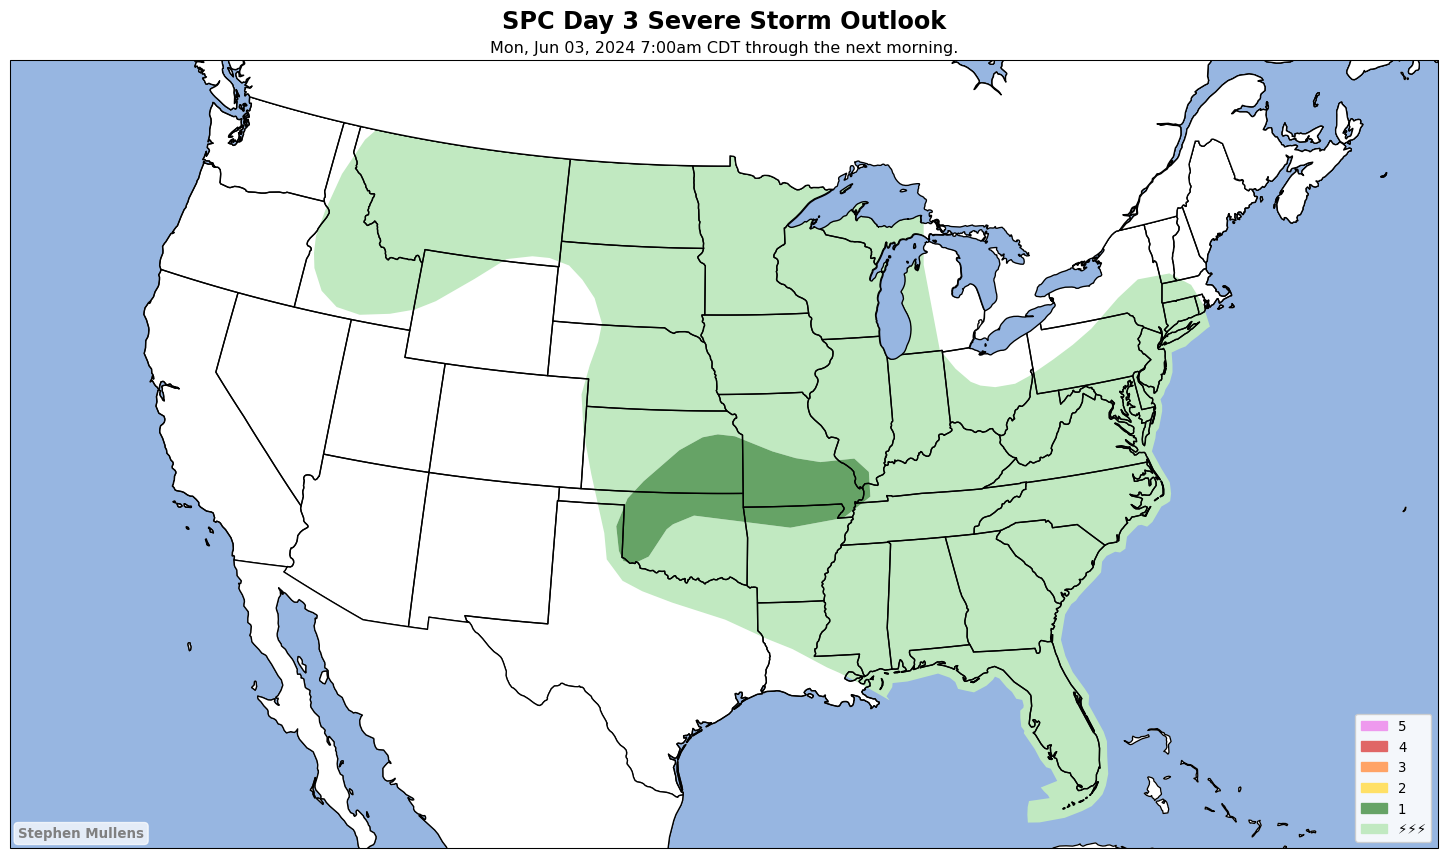 SPC Day 3 Severe Storm Outlook
Mon, Jun 03, 2024 7:00am CDT through the next morning.
5
4
3
2
1
⚡⚡⚡
Stephen Mullens